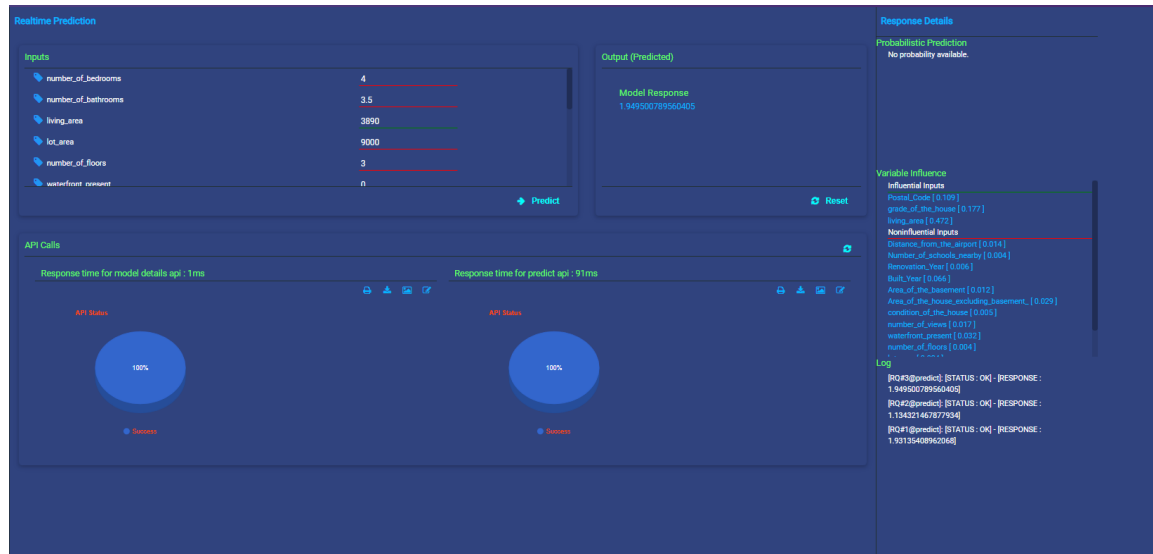 Realtime Prediction
Inputs
number_of_bedrooms 4
number_of_bathrooms 3.5
living_area 3890
lot_area 9000
number_of_floors 3
waterfront_present 0
Predict
Output (Predicted)
Model Response
1.949500789560405
Reset
API Calls
Response time for model details api : 1ms
API Status
100%
Success
Response time for predict api : 91ms
API Status
100%
Success
Response Details
Probabilistic Prediction
No probability available.
Variable Influence
Influential Inputs
Postal_Code [ 0.109 ]
grade_of_the_house [ 0.177 ]
living_area [ 0.472 ]
Noninfluential Inputs
Distance_from_the_airport [ 0.014 ]
Number_of_schools_nearby [ 0.004 ]
Renovation_Year [ 0.006 ]
Built_Year [ 0.066 ]
Area_of_the_basement [ 0.012 ]
Area_of_the_house_excluding_basement_ [ 0.029 ]
condition_of_the_house [ 0.005 ]
number_of_views [ 0.017 ]
waterfront_present [ 0.032 ]
number_of_floors [ 0.004 ]
Log
[RQ#3@predict]: [STATUS : OK] - [RESPONSE :
1.949500789560405]
[RQ#2@predict]: [STATUS : OK] - [RESPONSE :
1.134321467877934]
[RQ#1@predict]: [STATUS : OK] - [RESPONSE :
1.93135408962068]